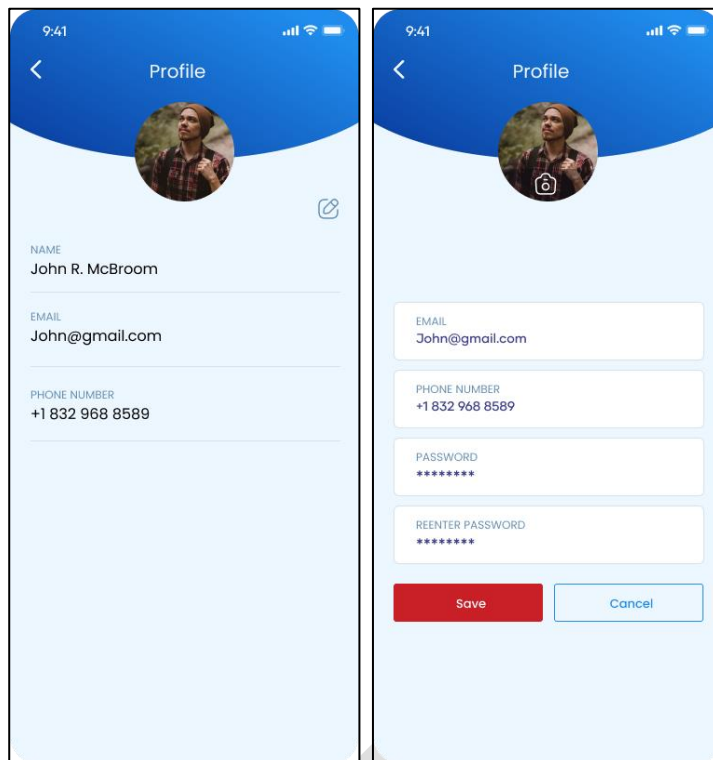 9:41
Profile
NAME
John R. McBroom
EMAIL
John@gmail.com
PHONE NUMBER
+1 832 968 8589
9:41
Profile
EMAIL
John@gmail.com
PHONE NUMBER
+1 832 968 8589
PASSWORD
********
REENTER PASSWORD
********
Save
Cancel